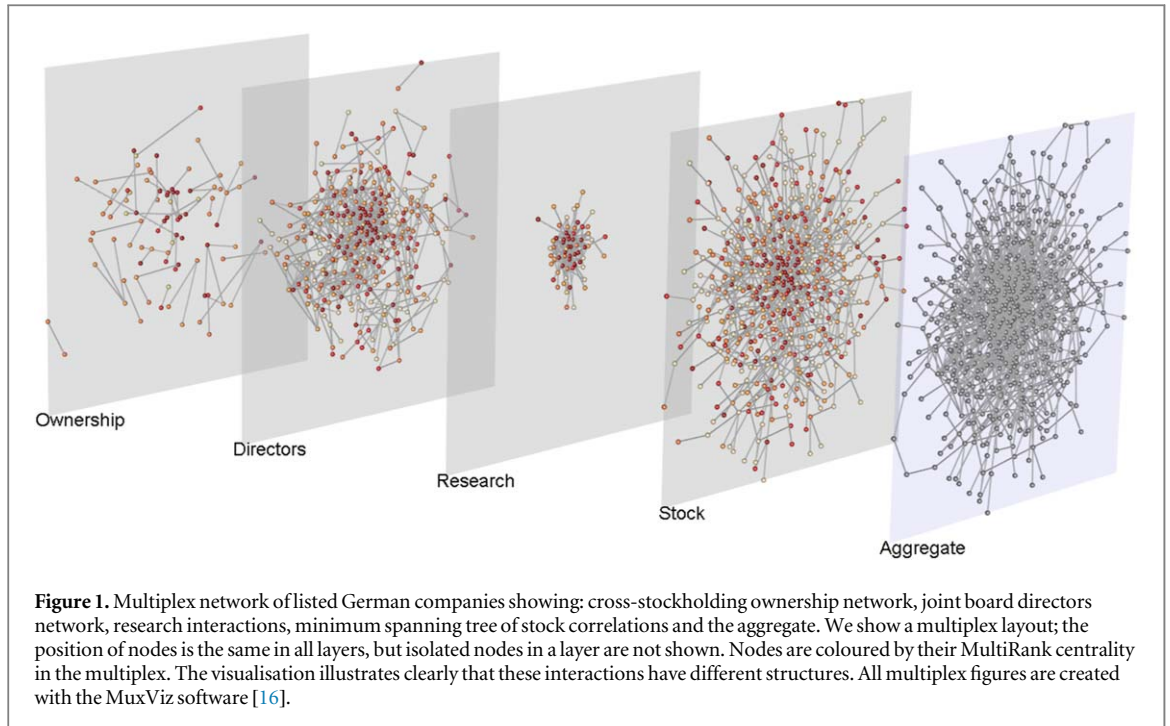 Ownership
Directors
Research
Stock
Aggregate
Figure 1. Multiplex network of listed German companies showing: cross-stockholding ownership network, joint board directors
network, research interactions, minimum spanning tree of stock correlations and the aggregate. We show a multiplex layout; the
position of nodes is the same in all layers, but isolated nodes in a layer are not shown. Nodes are coloured by their MultiRank centrality
in the multiplex. The visualisation illustrates clearly that these interactions have different structures. All multiplex figures are created
with the MuxViz software [16].